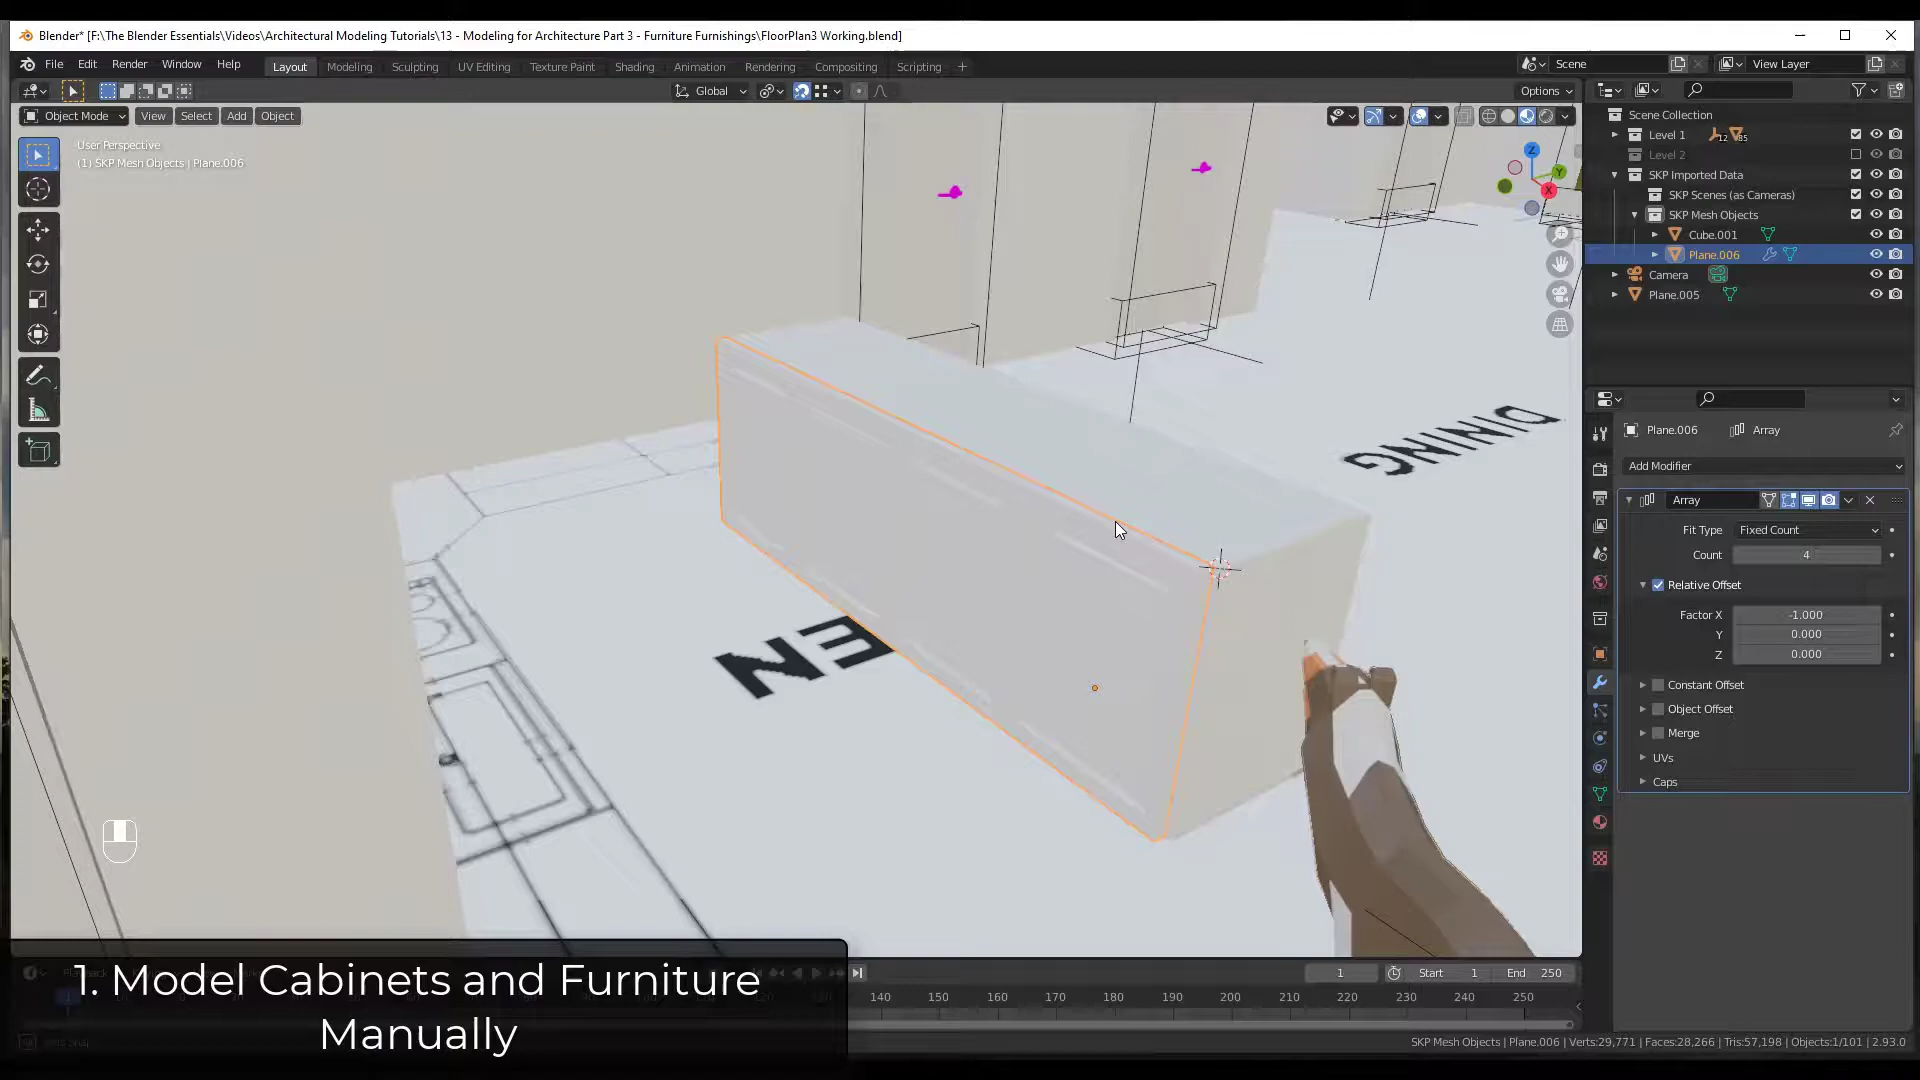 Blender* [F:\The Blender Essentials\Videos\Architectural Modeling Tutorials\13 - Modeling for Architecture Part 3 - Furniture Furnishings\FloorPlan3 Working.blend]
File Edit Render Window Help Layout Modeling Sculpting UV Editing Texture Paint Shading Animation Rendering Compositing Scripting + Scene View Layer
Global Options
Object Mode View Select Add Object
User Perspective
(1) SKP Mesh Objects | Plane.006
Scene Collection
Level 1 12 85
Level 2
SKP Imported Data
SKP Scenes (as Cameras)
SKP Mesh Objects
Cube.001
Plane.006
Camera
Plane.005
Z
Y
X
DINING
EN
Plane.006 Array
Add Modifier
Array
Fit Type Fixed Count
Count 4
Relative Offset
Factor X -1.000
Y 0.000
Z 0.000
Constant Offset
Object Offset
Merge
UVs
Caps
1 Start 1 End 250
120 140 150 160 170 180 190 200 210 220 230 240 250
1. Model Cabinets and Furniture
Manually
SKP Mesh Objects | Plane.006 | Verts:29,771 | Faces:28,266 | Tris:57,198 | Objects:1/101 | 2.93.0